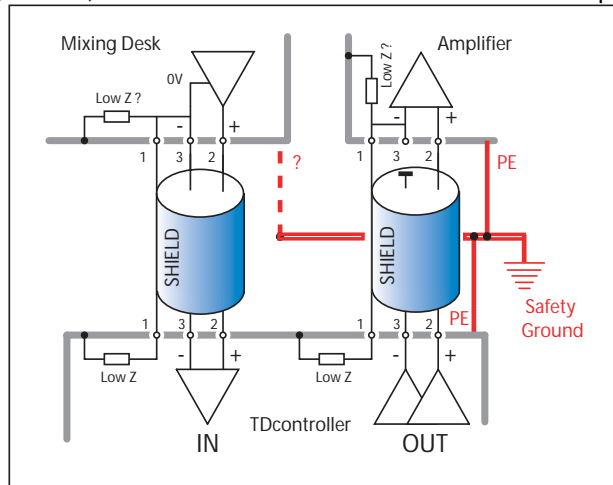 Mixing Desk
Amplifier
0V
Low Z ?
Low Z ?
-
+
-
+
1
3
2
1
3
2
?
PE
SHIELD
SHIELD
Safety
Ground
PE
1
3
2
1
3
2
-
+
-
+
Low Z
Low Z
TDcontroller
IN
OUT